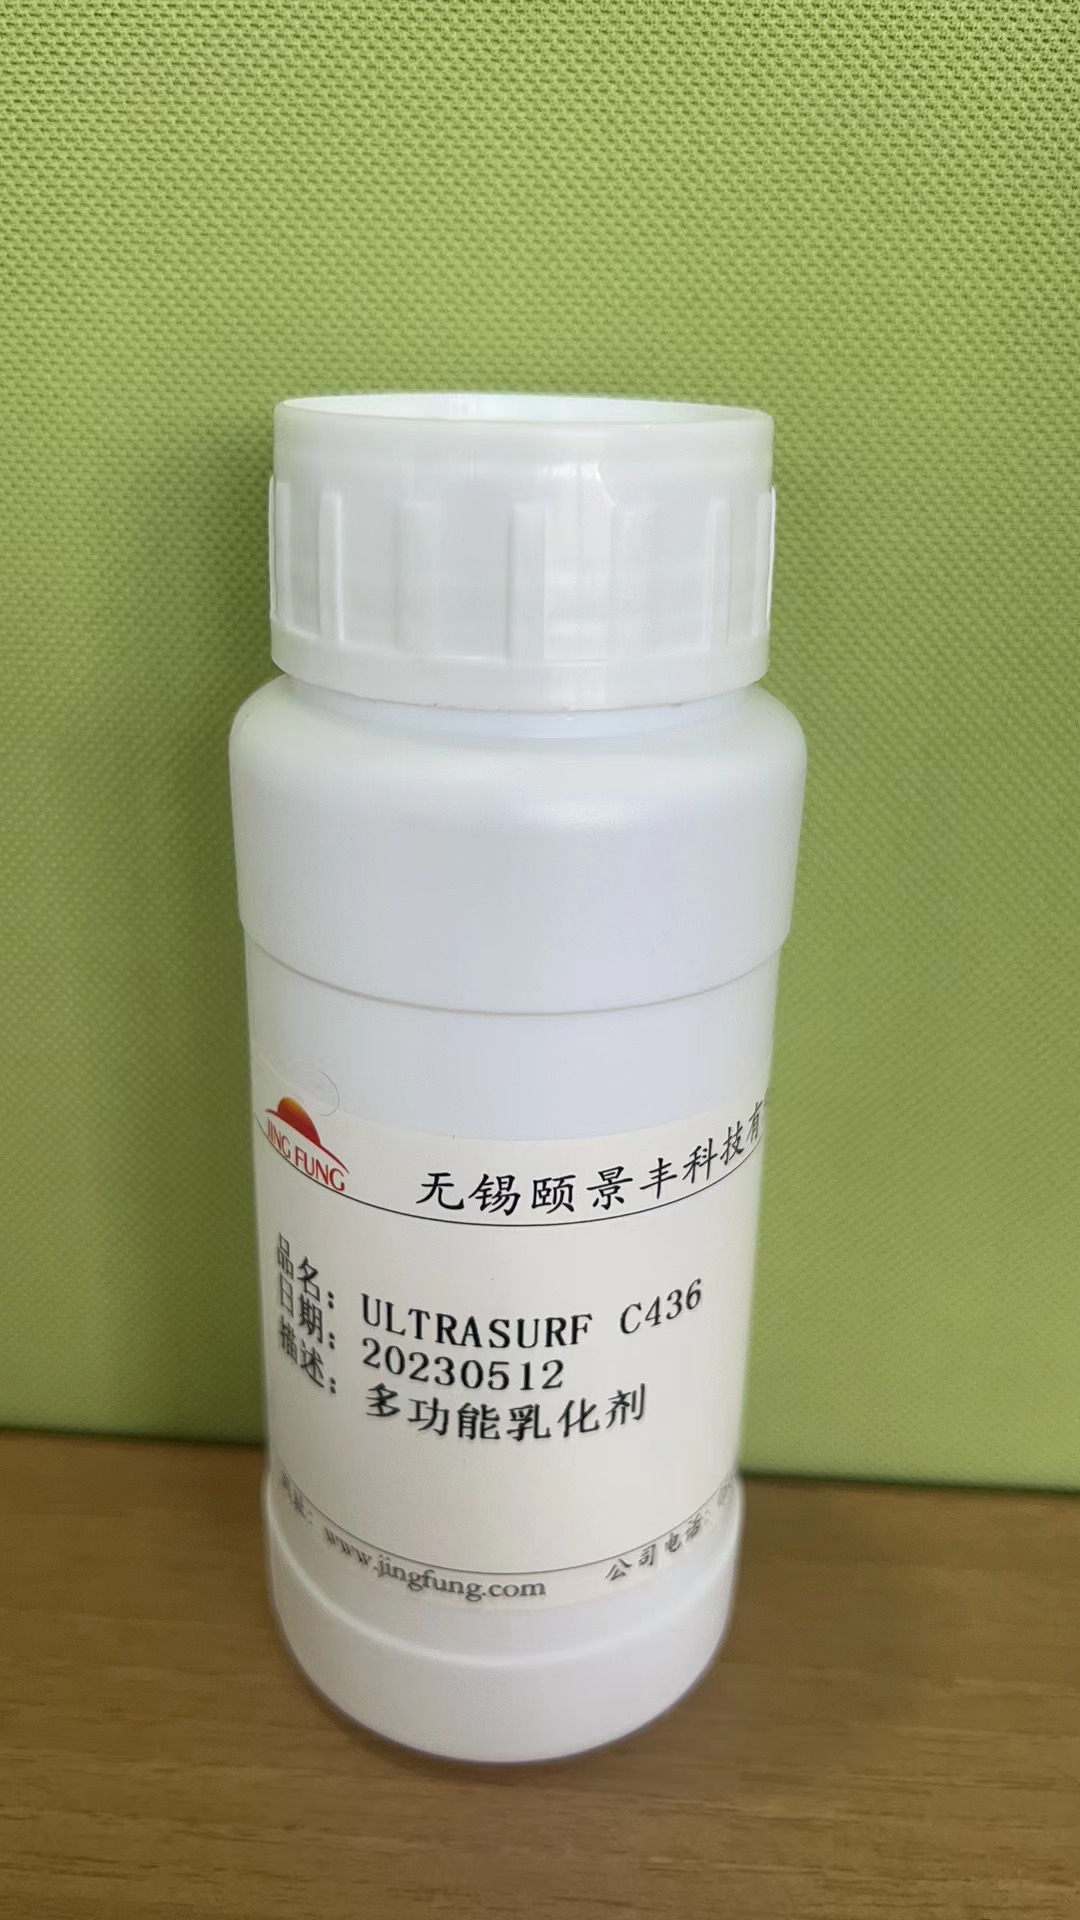 JING FUNG
无锡颐景丰科技有
品名: ULTRASURF C436
日期: 20230512
描述: 多功能乳化剂
www.jingfung.com 公司电话: